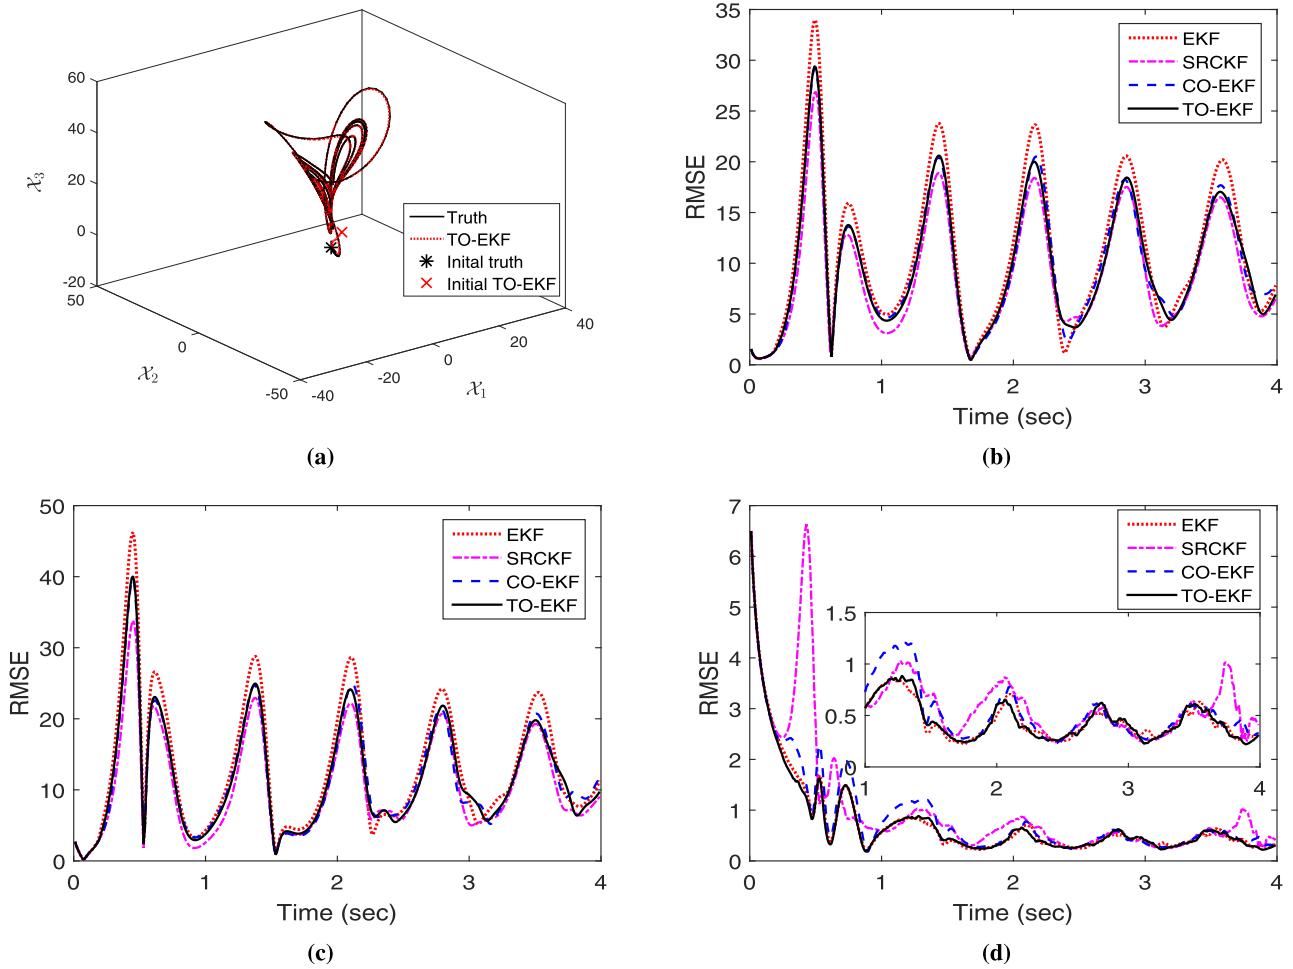 60
40
20
0
-20
50
0
-50
-40
-20
0
20
40
𝒳3
𝒳2
𝒳1
Truth
TO-EKF
Inital truth
Initial TO-EKF
(a)
35
30
25
20
15
10
5
0
RMSE
EKF
SRCKF
CO-EKF
TO-EKF
0 1 2 3 4
Time (sec)
(b)
50
40
30
20
10
0
RMSE
EKF
SRCKF
CO-EKF
TO-EKF
0 1 2 3 4
Time (sec)
(c)
7
6
5
4
3
2
1
0
RMSE
EKF
SRCKF
CO-EKF
TO-EKF
1.5
1
0.5
0
1 2 3 4
0 1 2 3 4
Time (sec)
(d)